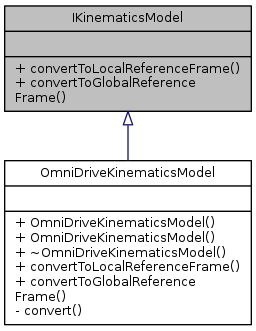 IKinematicsModel
+ convertToLocalReferenceFrame()
+ convertToGlobalReference
Frame()
OmniDriveKinematicsModel
+ OmniDriveKinematicsModel()
+ OmniDriveKinematicsModel()
+ ~OmniDriveKinematicsModel()
+ convertToLocalReferenceFrame()
+ convertToGlobalReference
Frame()
- convert()